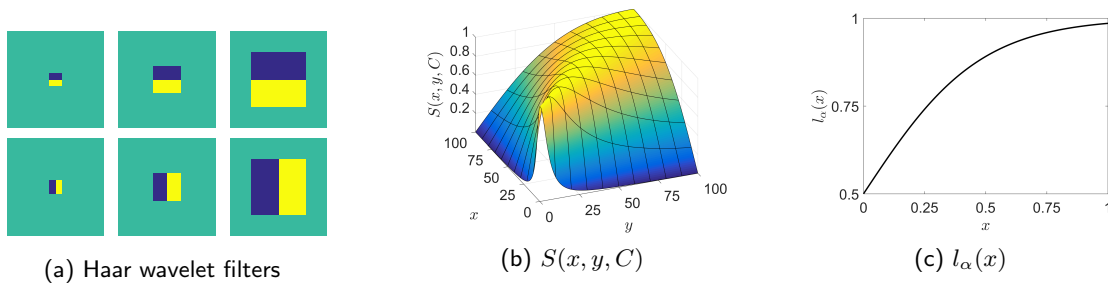 1
0.8
0.6
0.4
0.2
S(x, y, C)
100
75
50
25
0
x
0
25
50
75
100
y
1
0.75
0.5
l_α(x)
0
0.25
0.5
0.75
1
x
(a) Haar wavelet filters
(b) S(x, y, C)
(c) l_α(x)